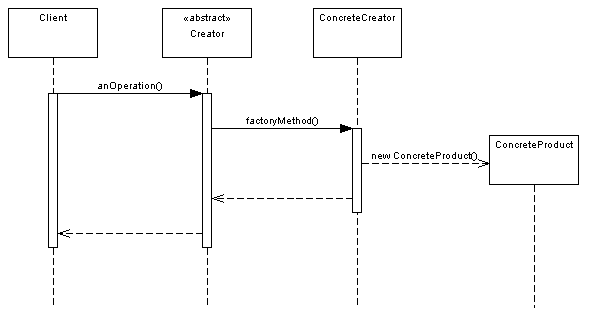 Client
«abstract»
Creator
ConcreteCreator
anOperation()
factoryMethod()
new ConcreteProduct()
ConcreteProduct